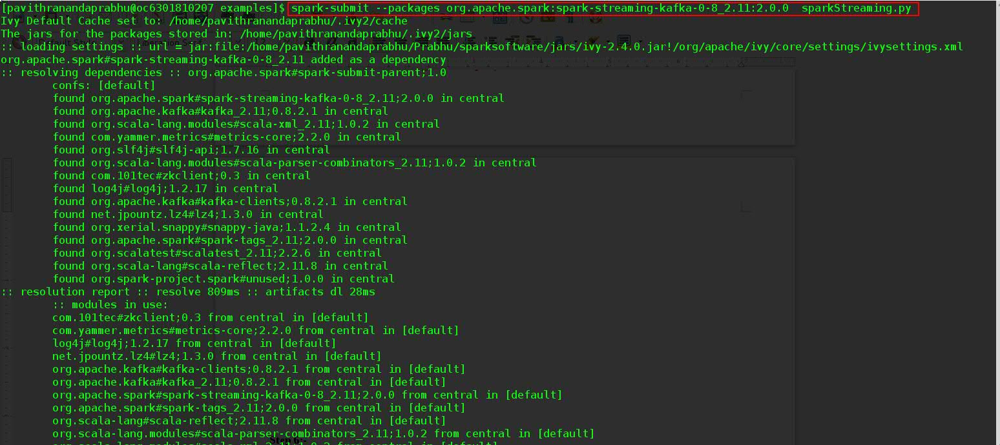 [pavithranandaprabhu@oc6301810207 examples]$ spark-submit --packages org.apache.spark:spark-streaming-kafka-0-8_2.11:2.0.0  sparkStreaming.py
Ivy Default Cache set to: /home/pavithranandaprabhu/.ivy2/cache
The jars for the packages stored in: /home/pavithranandaprabhu/.ivy2/jars
:: loading settings :: url = jar:file:/home/pavithranandaprabhu/Prabhu/sparksoftware/jars/ivy-2.4.0.jar!/org/apache/ivy/core/settings/ivysettings.xml
org.apache.spark#spark-streaming-kafka-0-8_2.11 added as a dependency
:: resolving dependencies :: org.apache.spark#spark-submit-parent;1.0
confs: [default]
found org.apache.spark#spark-streaming-kafka-0-8_2.11;2.0.0 in central
found org.apache.kafka#kafka_2.11;0.8.2.1 in central
found org.scala-lang.modules#scala-xml_2.11;1.0.2 in central
found com.yammer.metrics#metrics-core;2.2.0 in central
found org.slf4j#slf4j-api;1.7.16 in central
found org.scala-lang.modules#scala-parser-combinators_2.11;1.0.2 in central
found com.101tec#zkclient;0.3 in central
found log4j#log4j;1.2.17 in central
found org.apache.kafka#kafka-clients;0.8.2.1 in central
found net.jpountz.lz4#lz4;1.3.0 in central
found org.xerial.snappy#snappy-java;1.1.2.4 in central
found org.apache.spark#spark-tags_2.11;2.0.0 in central
found org.scalatest#scalatest_2.11;2.2.6 in central
found org.scala-lang#scala-reflect;2.11.8 in central
found org.spark-project.spark#unused;1.0.0 in central
:: resolution report :: resolve 809ms :: artifacts dl 28ms
:: modules in use:
com.101tec#zkclient;0.3 from central in [default]
com.yammer.metrics#metrics-core;2.2.0 from central in [default]
log4j#log4j;1.2.17 from central in [default]
net.jpountz.lz4#lz4;1.3.0 from central in [default]
org.apache.kafka#kafka-clients;0.8.2.1 from central in [default]
org.apache.kafka#kafka_2.11;0.8.2.1 from central in [default]
org.apache.spark#spark-streaming-kafka-0-8_2.11;2.0.0 from central in [default]
org.apache.spark#spark-tags_2.11;2.0.0 from central in [default]
org.scala-lang#scala-reflect;2.11.8 from central in [default]
org.scala-lang.modules#scala-parser-combinators_2.11;1.0.2 from central in [default]